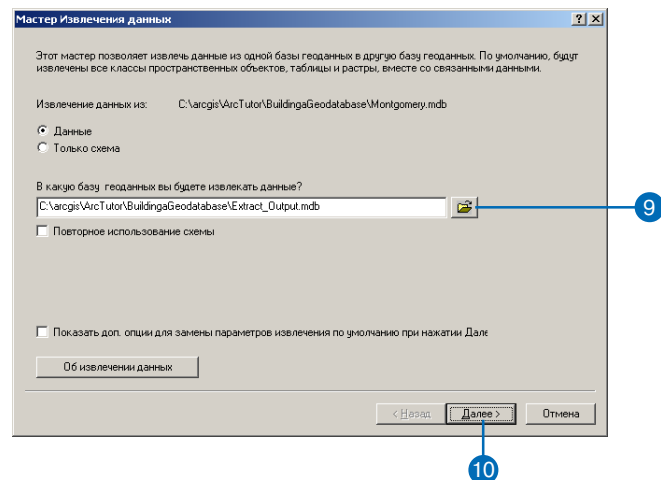 Мастер Извлечения данных
Этот мастер позволяет извлечь данные из одной базы геоданных в другую базу геоданных. По умолчанию, будут
извлечены все классы пространственных объектов, таблицы и растры, вместе со связанными данными.
Извлечение данных из: C:\arcgis\ArcTutor\BuildingaGeodatabase\Montgomery.mdb
Данные
Только схема
В какую базу геоданных вы будете извлекать данные?
C:\arcgis\ArcTutor\BuildingaGeodatabase\Extract_Output.mdb
9
Повторное использование схемы
Показать доп. опции для замены параметров извлечения по умолчанию при нажатии Дале
Об извлечении данных
< Назад Далее > Отмена
10